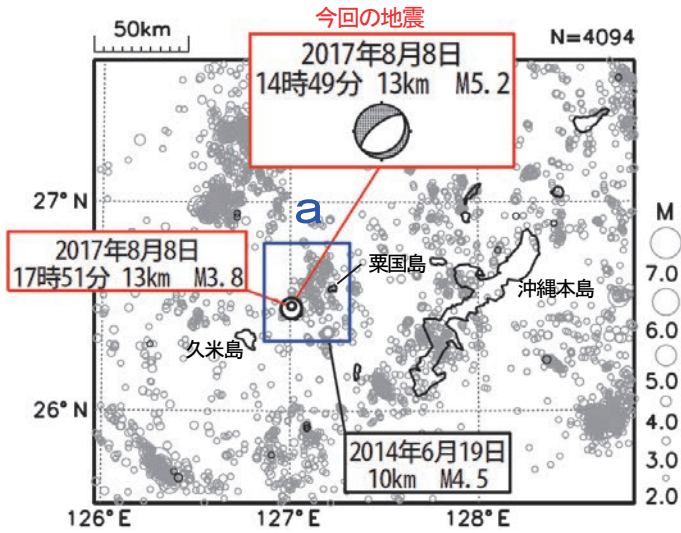 今回の地震
50km
N=4094
2017年8月8日
14時49分 13km M5.2
27°N
a
M
2017年8月8日
17時51分 13km M3.8
粟国島
沖縄本島
7.0
久米島
6.0
5.0
26°N
4.0
2014年6月19日
10km M4.5
3.0
2.0
126°E
127°E
128°E